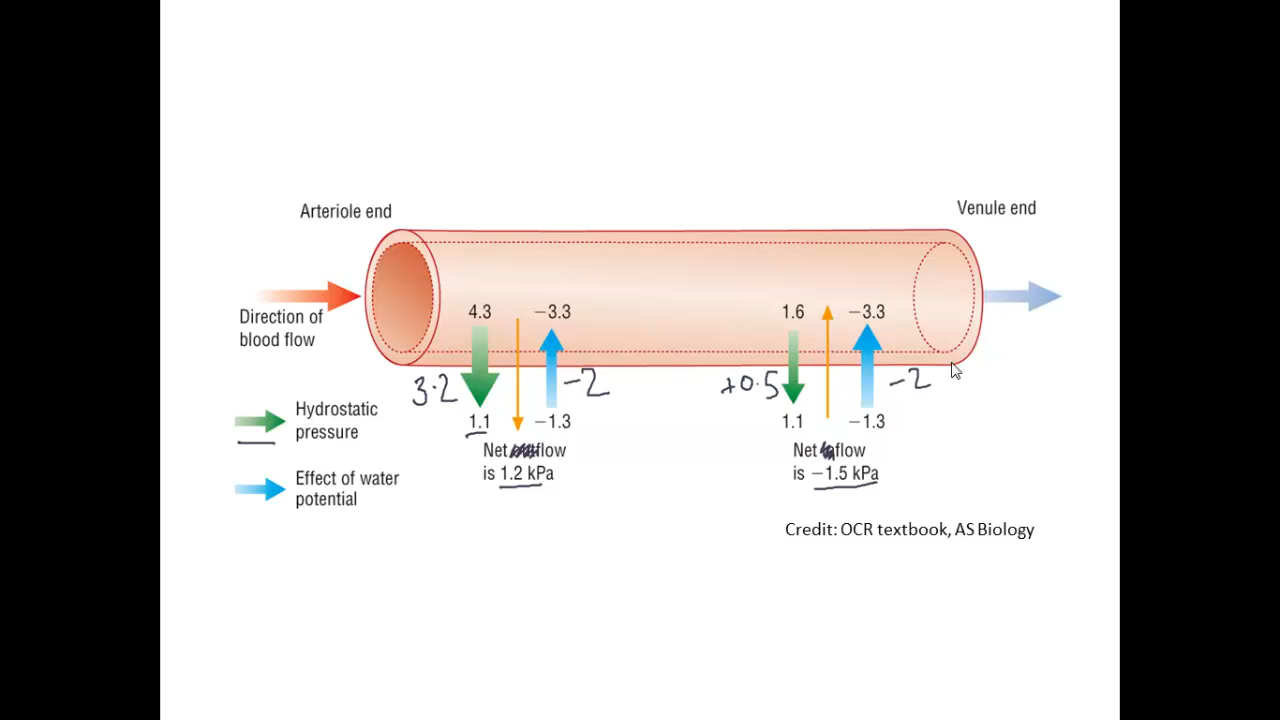 Arteriole end
Venule end
Direction of
blood flow
4.3
−3.3
1.6
−3.3
3.2
−2
+0.5
−2
Hydrostatic
pressure
1.1
−1.3
1.1
−1.3
Net flow
is 1.2 kPa
Net flow
is −1.5 kPa
Effect of water
potential
Credit: OCR textbook, AS Biology